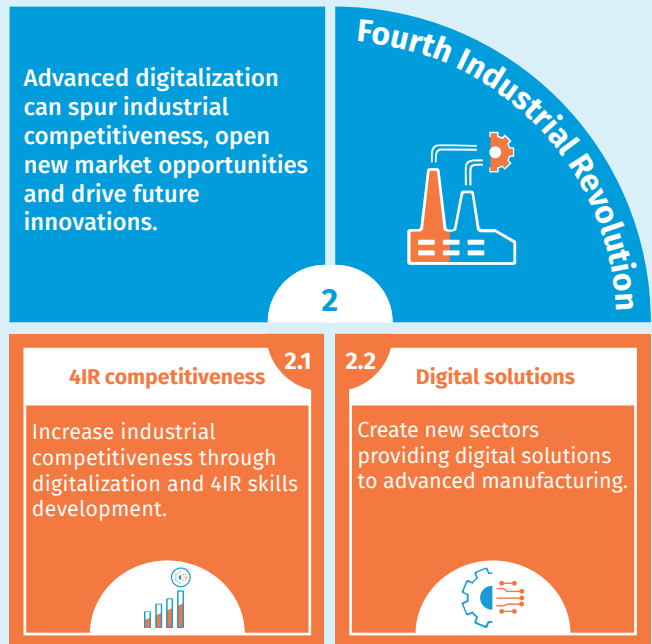 Advanced digitalization
can spur industrial
competitiveness, open
new market opportunities
and drive future
innovations.
Fourth Industrial Revolution
2
2.1
4IR competitiveness
Increase industrial
competitiveness through
digitalization and 4IR skills
development.
2.2
Digital solutions
Create new sectors
providing digital solutions
to advanced manufacturing.